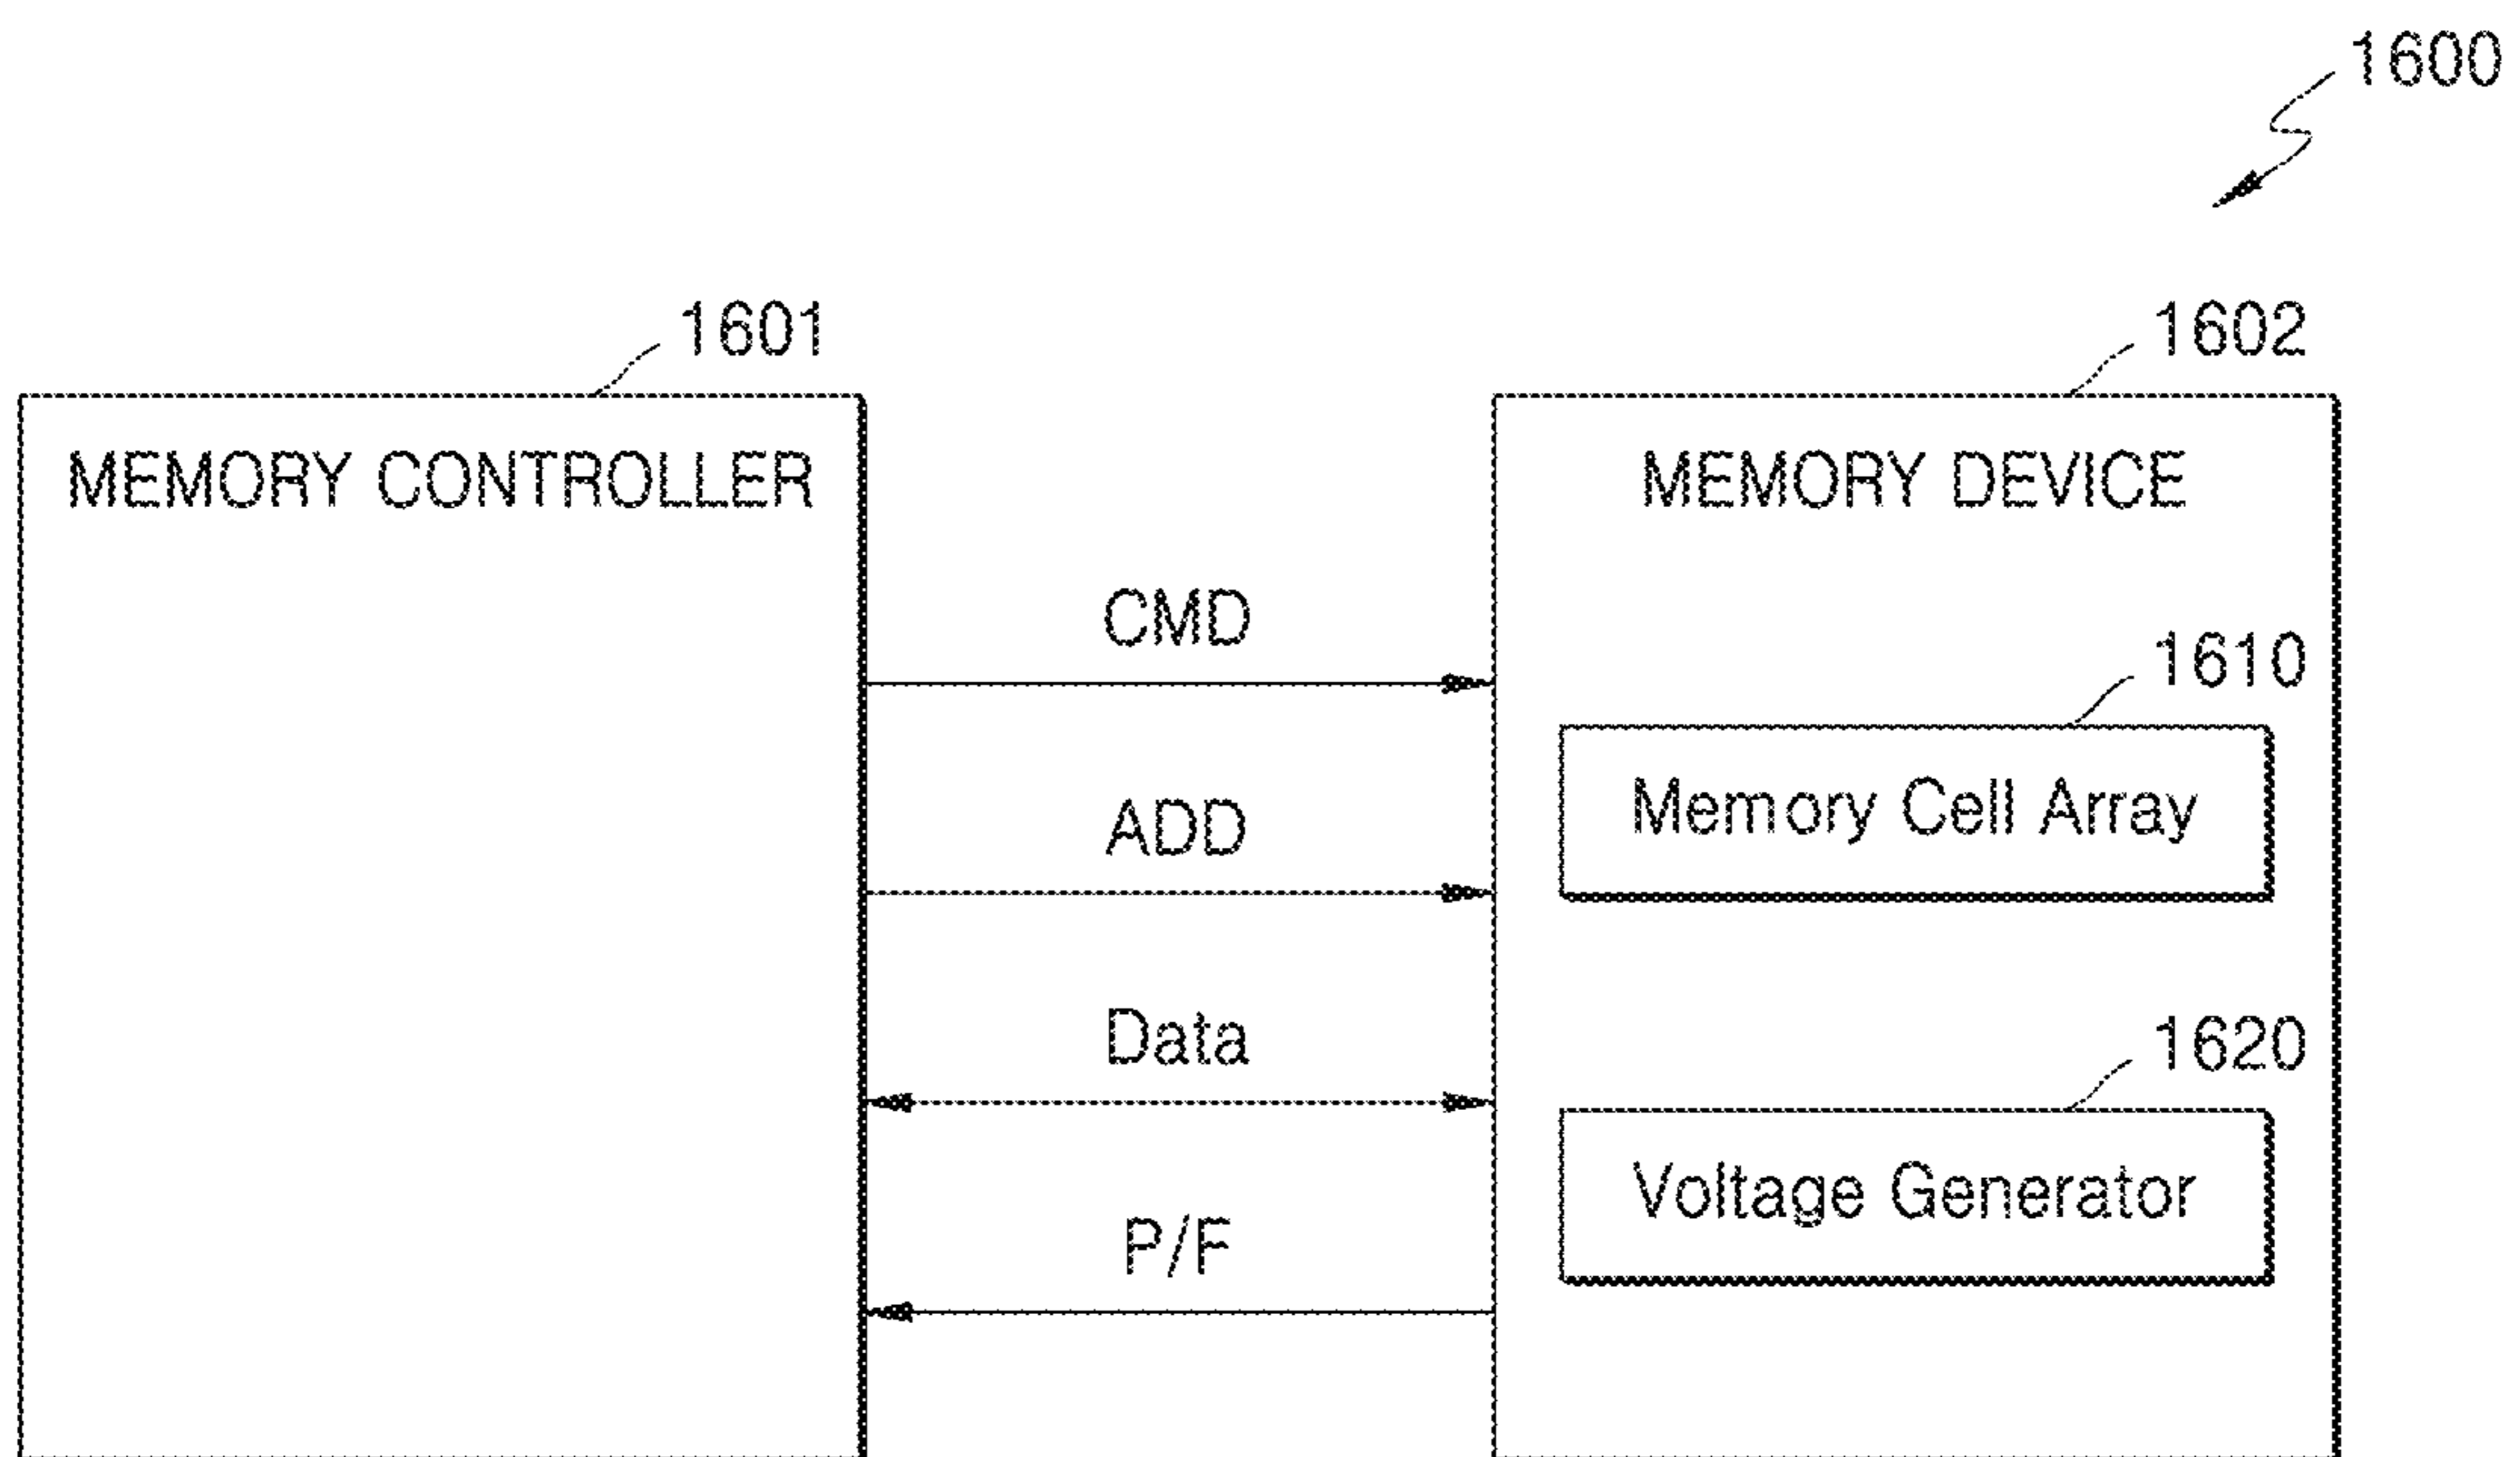 1600
1601
1602
MEMORY CONTROLLER
MEMORY DEVICE
CMD
1610
ADD
Memory Cell Array
Data
1620
Voltage Generator
P/F